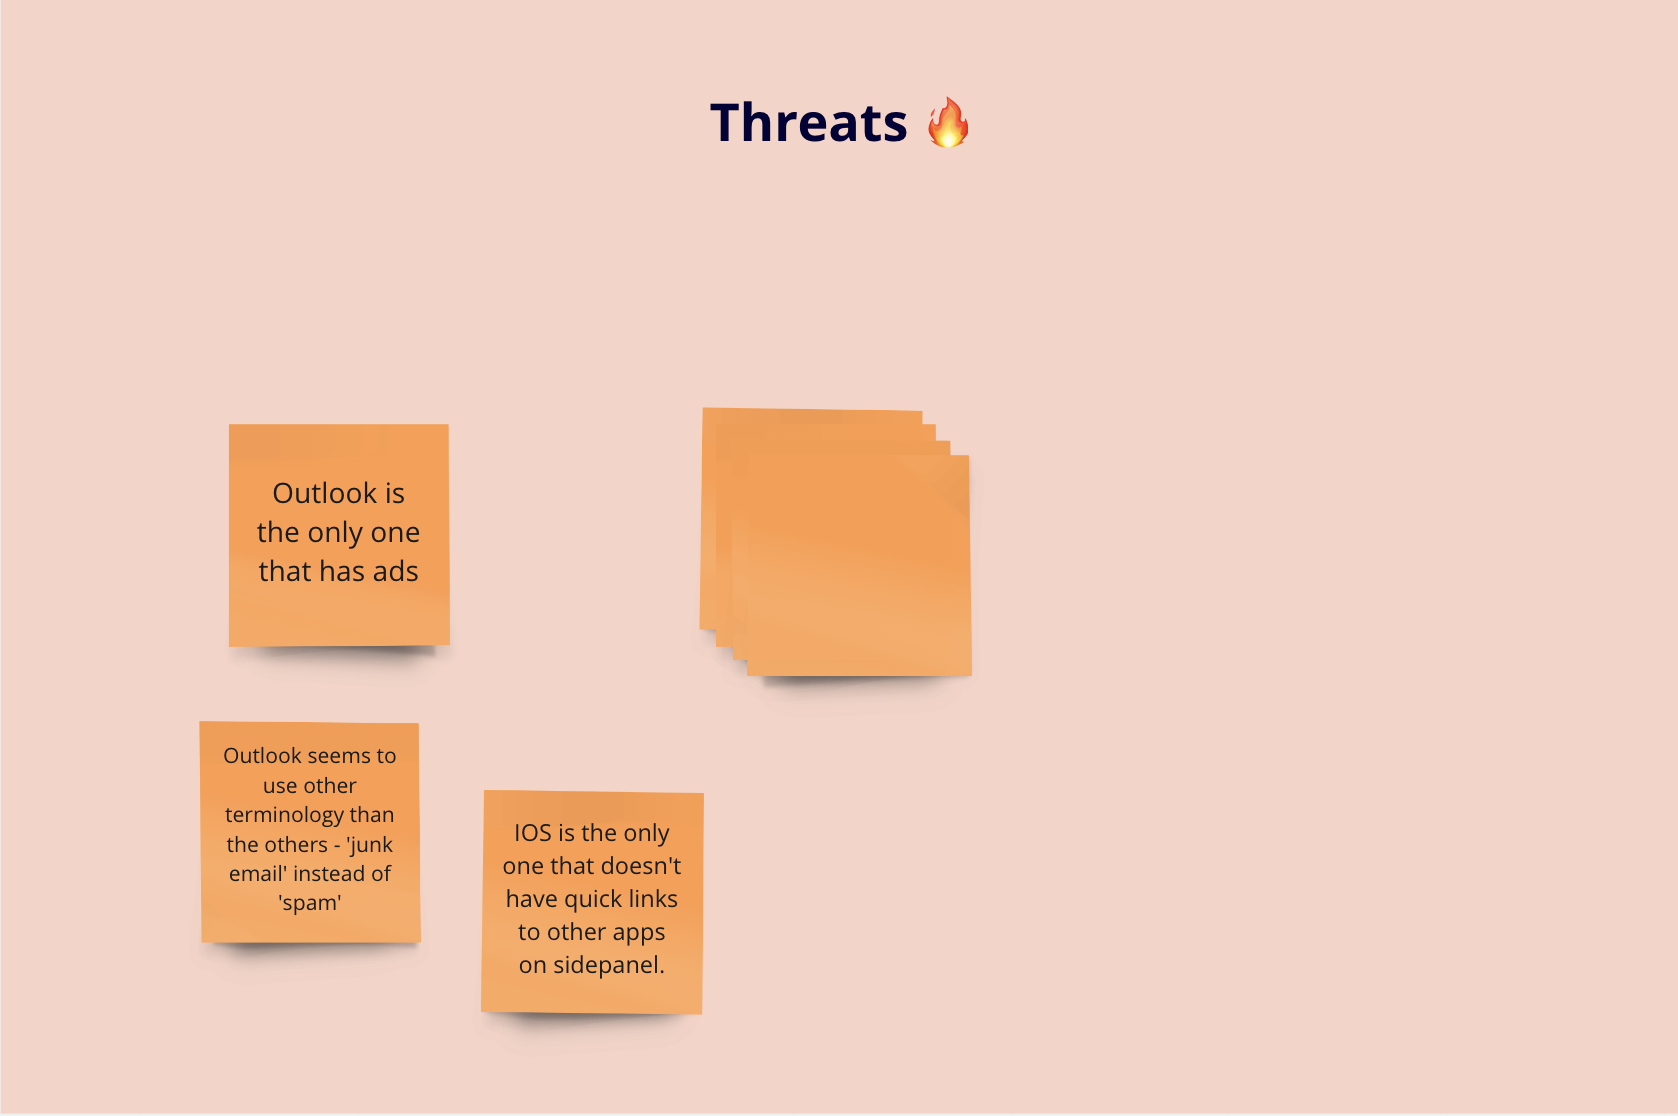 Threats 🔥
Outlook is
the only one
that has ads
Outlook seems to
use other
terminology than
the others - 'junk
email' instead of
'spam'
IOS is the only
one that doesn't
have quick links
to other apps
on sidepanel.